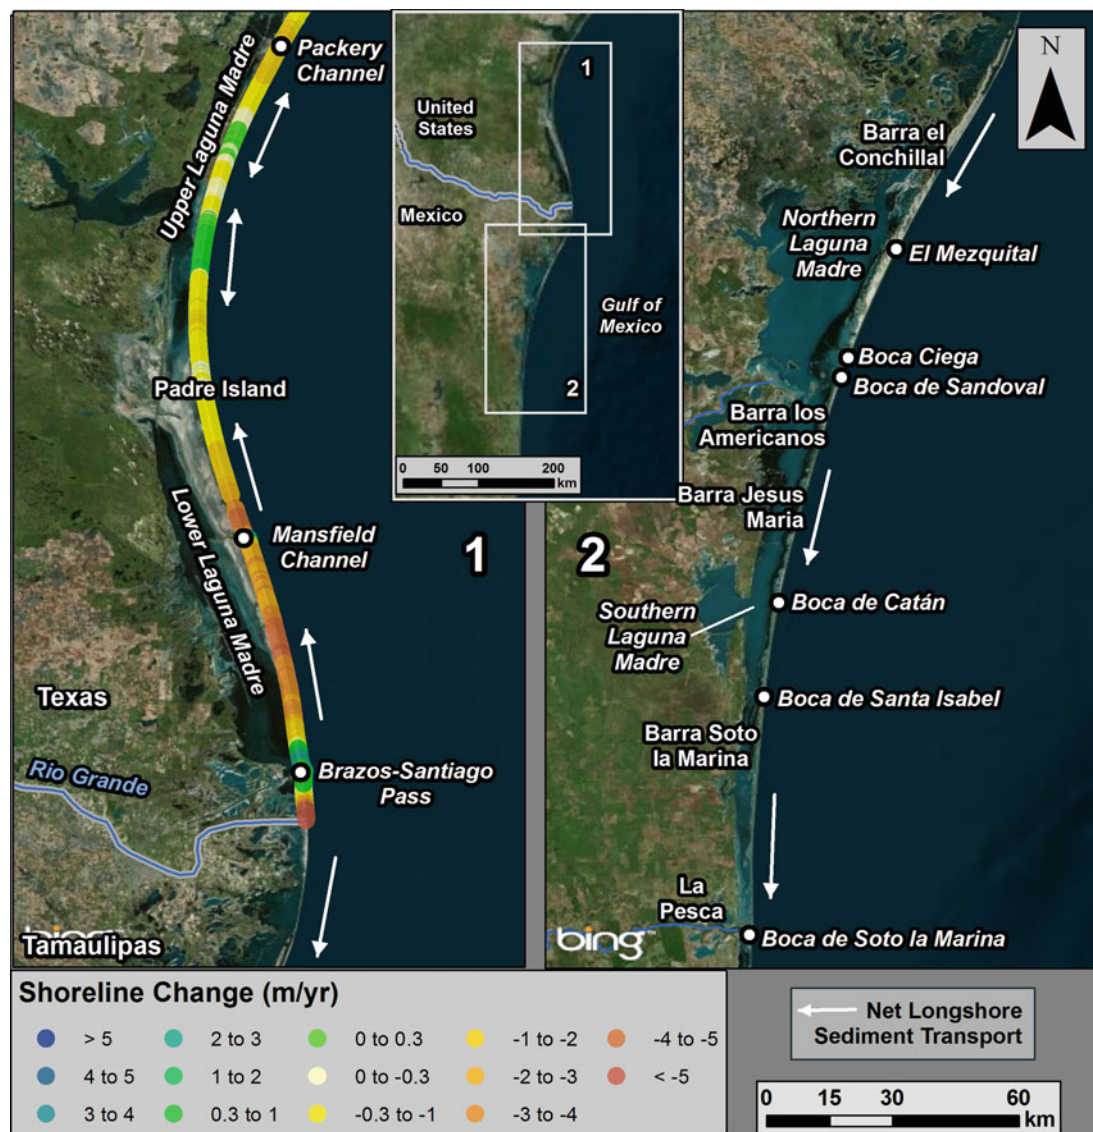 Packery
Channel
Upper Laguna Madre
Padre Island
Lower Laguna Madre
Mansfield
Channel
1
Texas
Rio Grande
Brazos-Santiago
Pass
bing
Tamaulipas
United
States
Mexico
1
Gulf of
Mexico
2
0 50 100 200
km
N
Barra el
Conchillal
Northern
Laguna
Madre
El Mezquital
Boca Ciega
Boca de Sandoval
Barra los
Americanos
Barra Jesus
Maria
2
Southern
Laguna
Madre
Boca de Catán
Boca de Santa Isabel
Barra Soto
la Marina
La
Pesca
bing
Boca de Soto la Marina
Shoreline Change (m/yr)
> 5
4 to 5
3 to 4
2 to 3
1 to 2
0.3 to 1
0 to 0.3
0 to -0.3
-0.3 to -1
-1 to -2
-2 to -3
-3 to -4
-4 to -5
< -5
Net Longshore
Sediment Transport
0 15 30 60
km